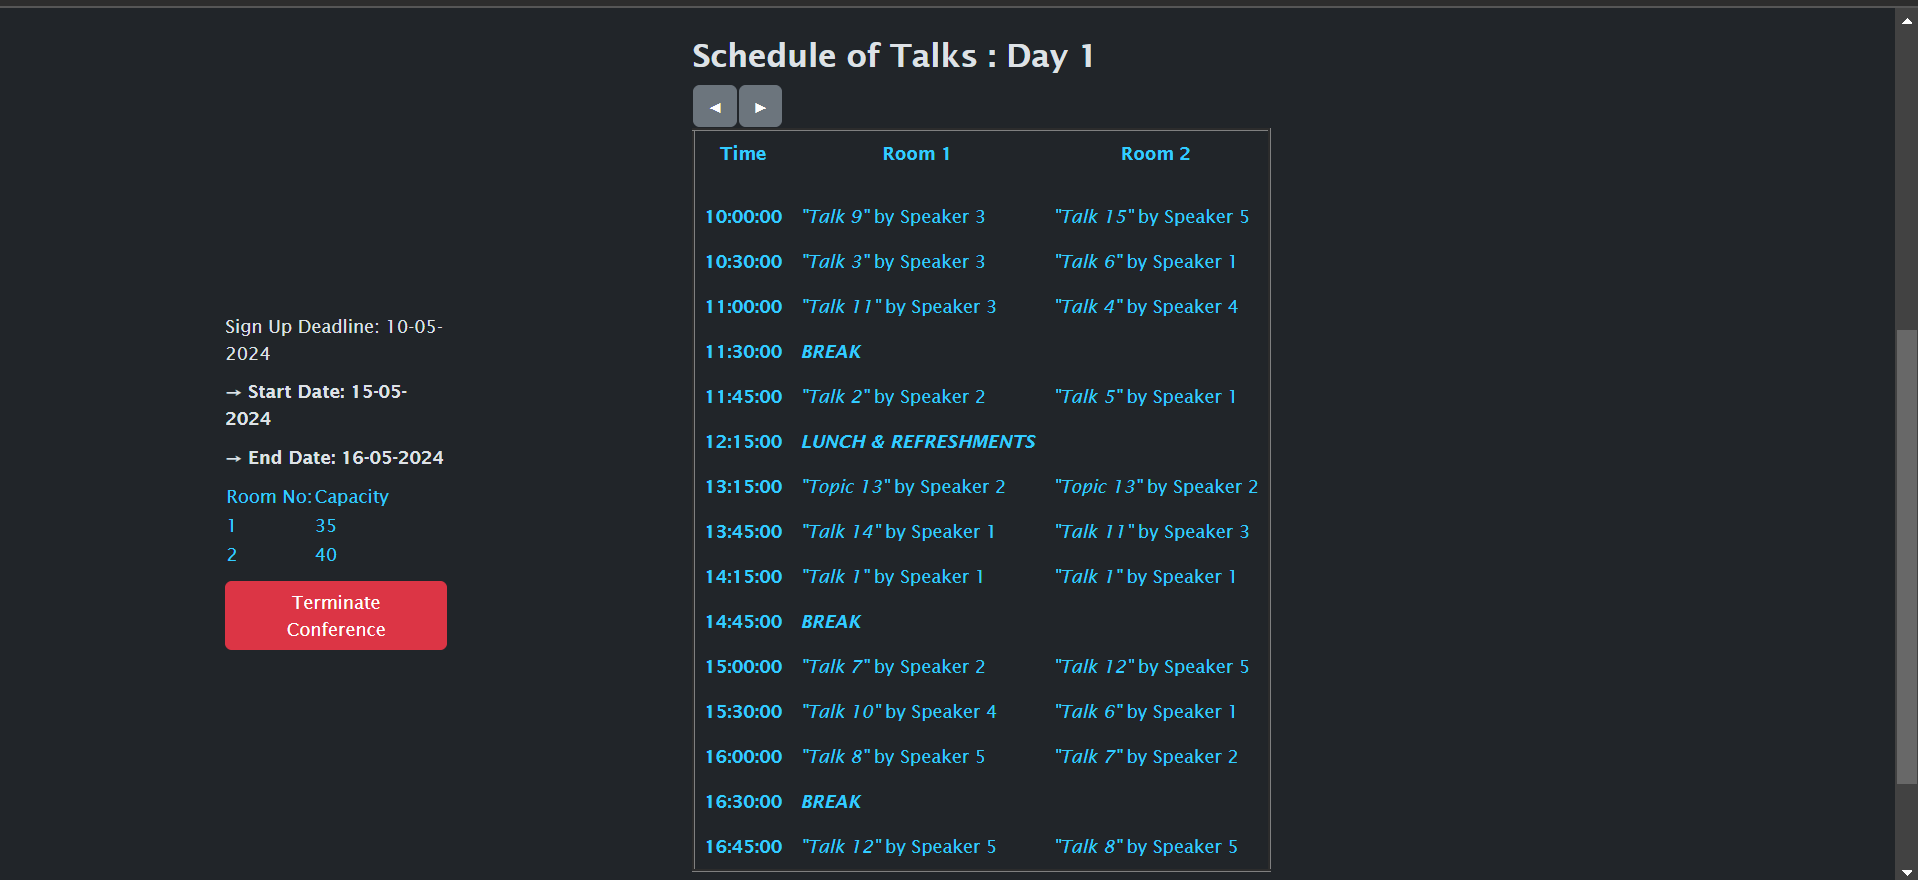 Schedule of Talks : Day 1
◄ ►
Time Room 1 Room 2
10:00:00 "Talk 9" by Speaker 3 "Talk 15" by Speaker 5
10:30:00 "Talk 3" by Speaker 3 "Talk 6" by Speaker 1
11:00:00 "Talk 11" by Speaker 3 "Talk 4" by Speaker 4
11:30:00 BREAK
11:45:00 "Talk 2" by Speaker 2 "Talk 5" by Speaker 1
12:15:00 LUNCH & REFRESHMENTS
13:15:00 "Topic 13" by Speaker 2 "Topic 13" by Speaker 2
13:45:00 "Talk 14" by Speaker 1 "Talk 11" by Speaker 3
14:15:00 "Talk 1" by Speaker 1 "Talk 1" by Speaker 1
14:45:00 BREAK
15:00:00 "Talk 7" by Speaker 2 "Talk 12" by Speaker 5
15:30:00 "Talk 10" by Speaker 4 "Talk 6" by Speaker 1
16:00:00 "Talk 8" by Speaker 5 "Talk 7" by Speaker 2
16:30:00 BREAK
16:45:00 "Talk 12" by Speaker 5 "Talk 8" by Speaker 5
Sign Up Deadline: 10-05-
2024
→ Start Date: 15-05-
2024
→ End Date: 16-05-2024
Room No: Capacity
1 35
2 40
Terminate
Conference